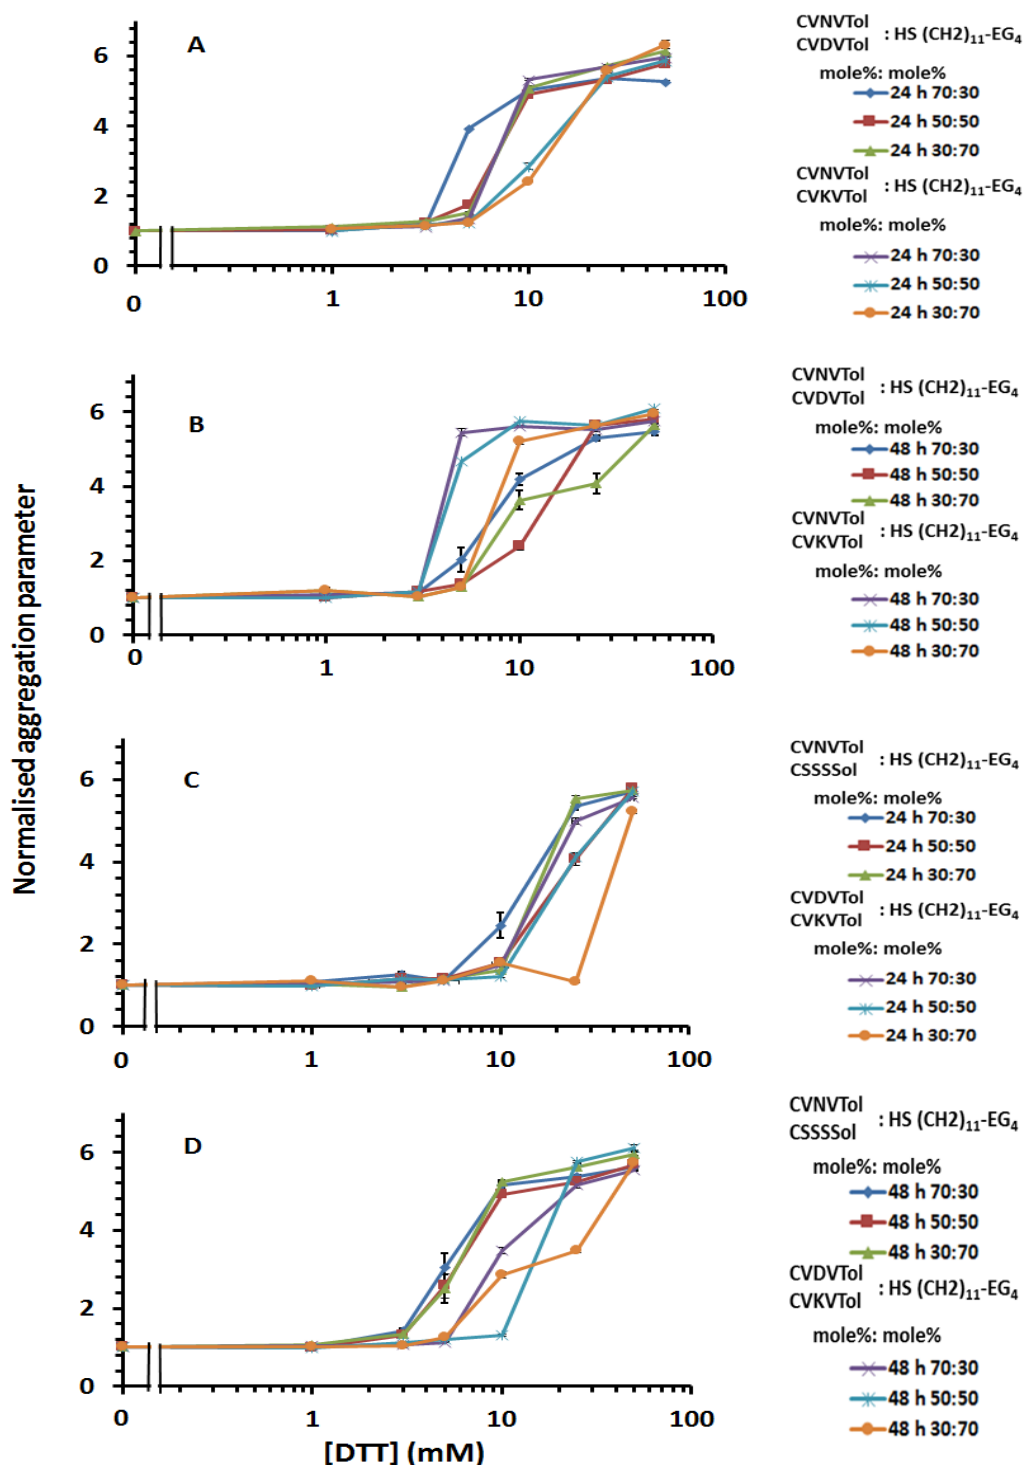 Normalised aggregation parameter
A
6
4
2
0
0 1 10 100
CVNVTol
CVDVTol : HS (CH2)11-EG4
mole%: mole%
24 h 70:30
24 h 50:50
24 h 30:70
CVNVTol
CVKVTol : HS (CH2)11-EG4
mole%: mole%
24 h 70:30
24 h 50:50
24 h 30:70
B
6
4
2
0
0 1 10 100
CVNVTol
CVDVTol : HS (CH2)11-EG4
mole%: mole%
48 h 70:30
48 h 50:50
48 h 30:70
CVNVTol
CVKVTol : HS (CH2)11-EG4
mole%: mole%
48 h 70:30
48 h 50:50
48 h 30:70
C
6
4
2
0
0 1 10 100
CVNVTol
CSSSSol : HS (CH2)11-EG4
mole%: mole%
24 h 70:30
24 h 50:50
24 h 30:70
CVDVTol
CVKVTol : HS (CH2)11-EG4
mole%: mole%
24 h 70:30
24 h 50:50
24 h 30:70
D
6
4
2
0
0 1 10 100
[DTT] (mM)
CVNVTol
CSSSSol : HS (CH2)11-EG4
mole%: mole%
48 h 70:30
48 h 50:50
48 h 30:70
CVDVTol
CVKVTol : HS (CH2)11-EG4
mole%: mole%
48 h 70:30
48 h 50:50
48 h 30:70